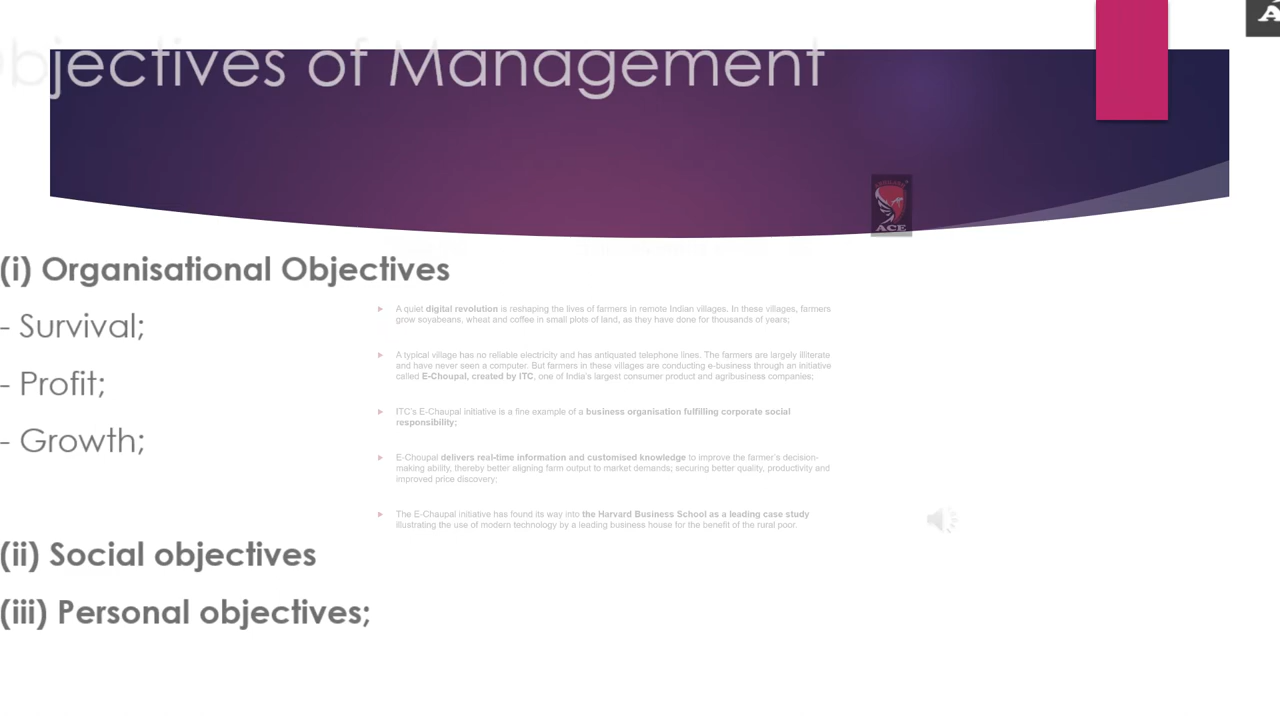 Objectives of Management
(i) Organisational Objectives
- Survival;
- Profit;
- Growth;
(ii) Social objectives
(iii) Personal objectives;
A quiet digital revolution is reshaping the lives of farmers in remote Indian villages. In these villages, farmers
grow soyabeans, wheat and coffee in small plots of land, as they have done for thousands of years;
A typical village has no reliable electricity and has antiquated telephone lines. The farmers are largely illiterate
and have never seen a computer. But farmers in these villages are conducting e-business through an initiative
called E-Choupal, created by ITC, one of India's largest consumer product and agribusiness companies;
ITC's E-Chaupal initiative is a fine example of a business organisation fulfilling corporate social
responsibility;
E-Choupal delivers real-time information and customised knowledge to improve the farmer's decision-
making ability, thereby better aligning farm output to market demands; securing better quality, productivity and
improved price discovery;
The E-Chaupal initiative has found its way into the Harvard Business School as a leading case study
illustrating the use of modern technology by a leading business house for the benefit of the rural poor.
ACE